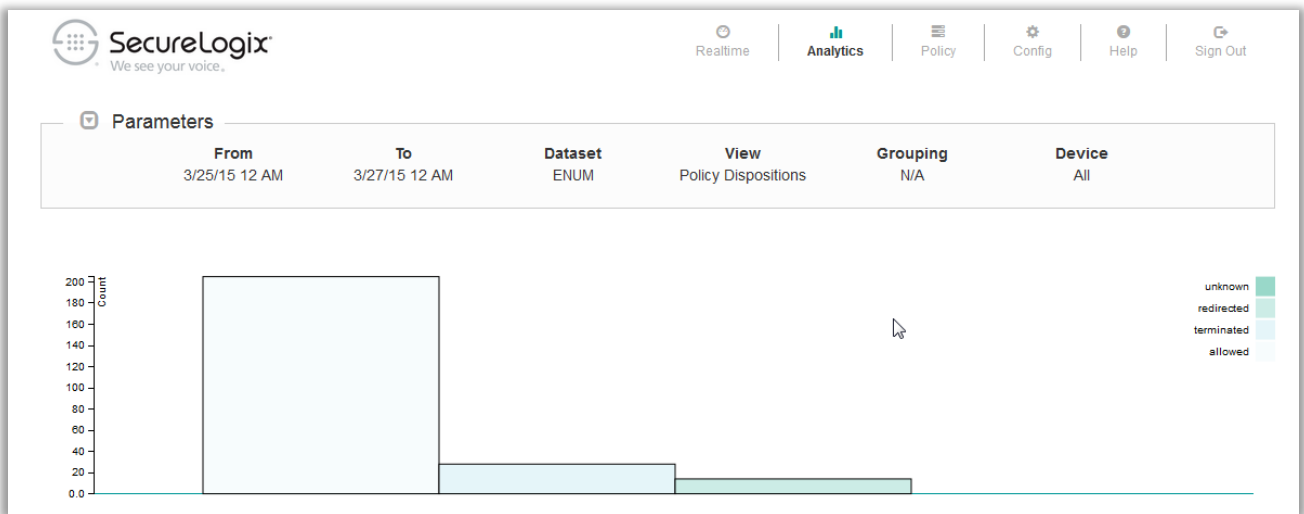 SecureLogix
We see your voice.
Realtime
Analytics
Policy
Config
Help
Sign Out
Parameters
From To Dataset View Grouping Device
3/25/15 12 AM 3/27/15 12 AM ENUM Policy Dispositions N/A All
Count
200
180
160
140
120
100
80
60
40
20
0.0
unknown
redirected
terminated
allowed